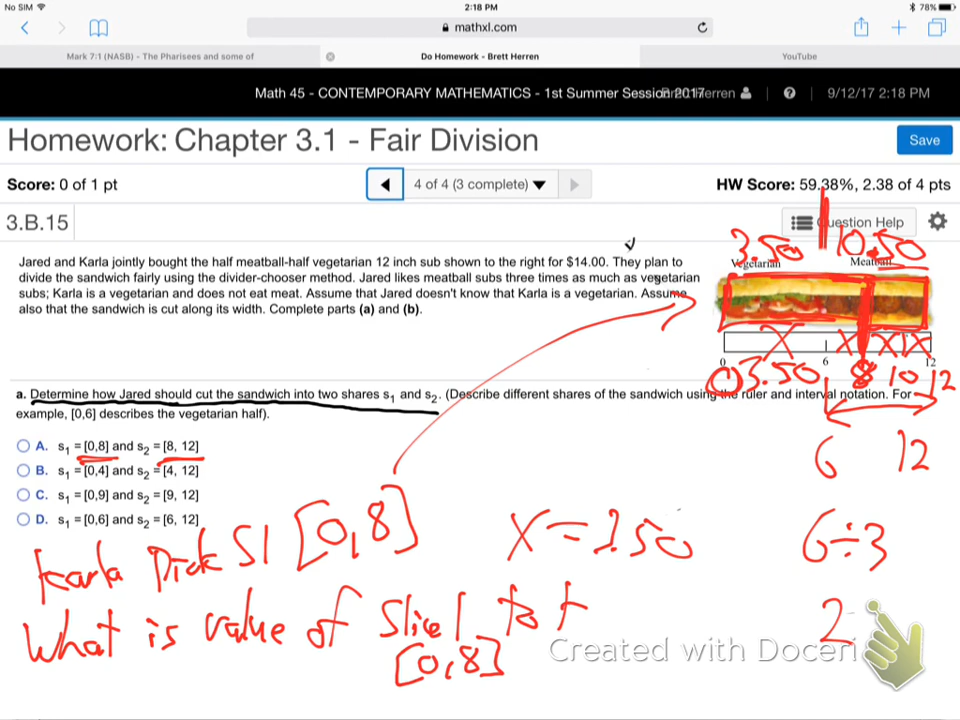 No SIM 2:18 PM 78%
mathxl.com
Mark 7:1 (NASB) - The Pharisees and some of Do Homework - Brett Herren YouTube
Math 45 - CONTEMPORARY MATHEMATICS - 1st Summer Session 2017 Herren 9/12/17 2:18 PM
Homework: Chapter 3.1 - Fair Division Save
Score: 0 of 1 pt 4 of 4 (3 complete) HW Score: 59.38%, 2.38 of 4 pts
3.B.15 Question Help
Jared and Karla jointly bought the half meatball-half vegetarian 12 inch sub shown to the right for $14.00. They plan to
divide the sandwich fairly using the divider-chooser method. Jared likes meatball subs three times as much as vegetarian
subs; Karla is a vegetarian and does not eat meat. Assume that Jared doesn't know that Karla is a vegetarian. Assume
also that the sandwich is cut along its width. Complete parts (a) and (b).
3.50 10.50
Vegetarian Meatball
X X X X
0 6 12
3.50 8 10 12
a. Determine how Jared should cut the sandwich into two shares s1 and s2. (Describe different shares of the sandwich using the ruler and interval notation. For
example, [0,6] describes the vegetarian half).
A. s1 = [0,8] and s2 = [8, 12]
B. s1 = [0,4] and s2 = [4, 12]
C. s1 = [0,9] and s2 = [9, 12]
D. s1 = [0,6] and s2 = [6, 12]
6 12
Karla Pick S1 [0,8]
X = 3.50
6÷3
2
What is value of Slice 1 to
[0,8]
Created with Doceri